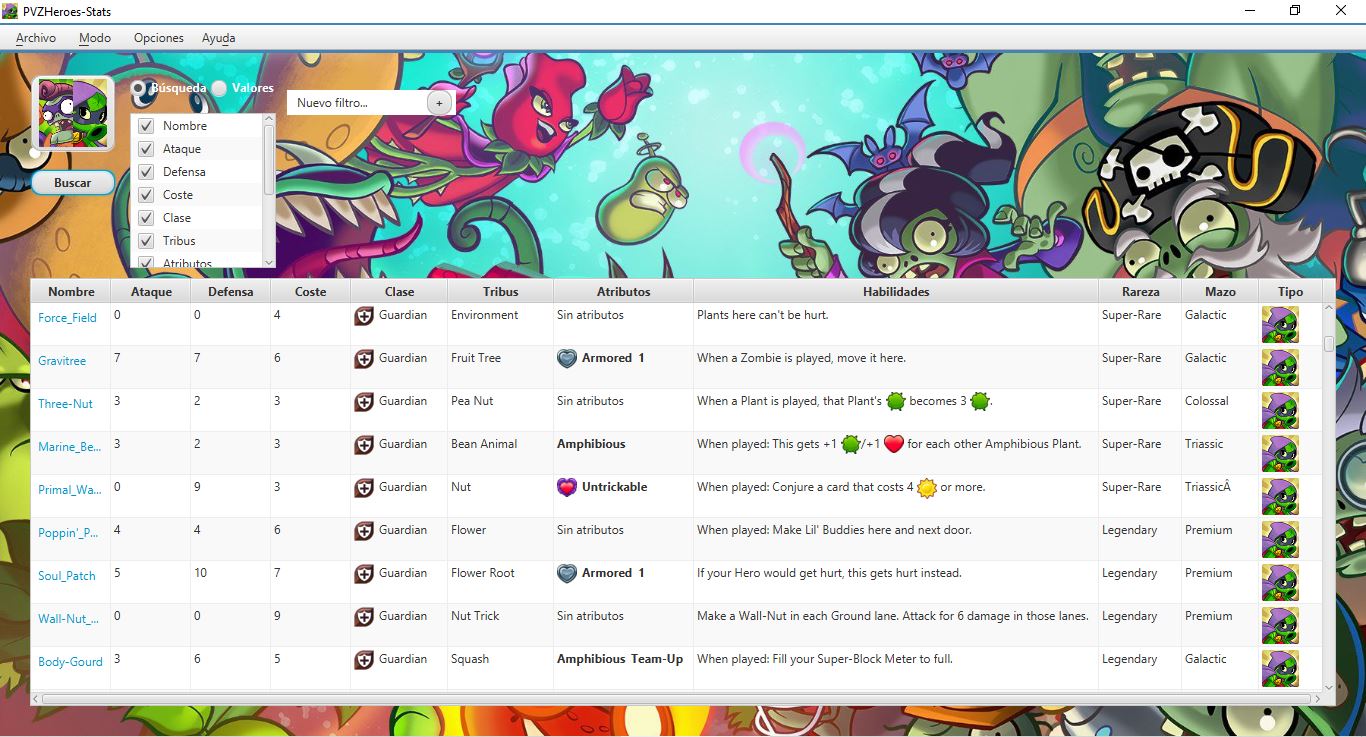 PVZHeroes-Stats
Archivo Modo Opciones Ayuda
Búsqueda Valores
Nuevo filtro... +
Nombre
Ataque
Defensa
Coste
Clase
Tribus
Atributos
Buscar
Nombre Ataque Defensa Coste Clase Tribus Atributos Habilidades Rareza Mazo Tipo
Force_Field 0 0 4 Guardian Environment Sin atributos Plants here can't be hurt. Super-Rare Galactic
Gravitree 7 7 6 Guardian Fruit Tree Armored 1 When a Zombie is played, move it here. Super-Rare Galactic
Three-Nut 3 2 3 Guardian Pea Nut Sin atributos When a Plant is played, that Plant's becomes 3 . Super-Rare Colossal
Marine_Be... 3 2 3 Guardian Bean Animal Amphibious When played: This gets +1 /+1 for each other Amphibious Plant. Super-Rare Triassic
Primal_Wa... 0 9 3 Guardian Nut Untrickable When played: Conjure a card that costs 4 or more. Super-Rare TriassicÂ
Poppin'_P... 4 4 6 Guardian Flower Sin atributos When played: Make Lil' Buddies here and next door. Legendary Premium
Soul_Patch 5 10 7 Guardian Flower Root Armored 1 If your Hero would get hurt, this gets hurt instead. Legendary Premium
Wall-Nut_... 0 0 9 Guardian Nut Trick Sin atributos Make a Wall-Nut in each Ground lane. Attack for 6 damage in those lanes. Legendary Premium
Body-Gourd 3 6 5 Guardian Squash Amphibious Team-Up When played: Fill your Super-Block Meter to full. Legendary Galactic